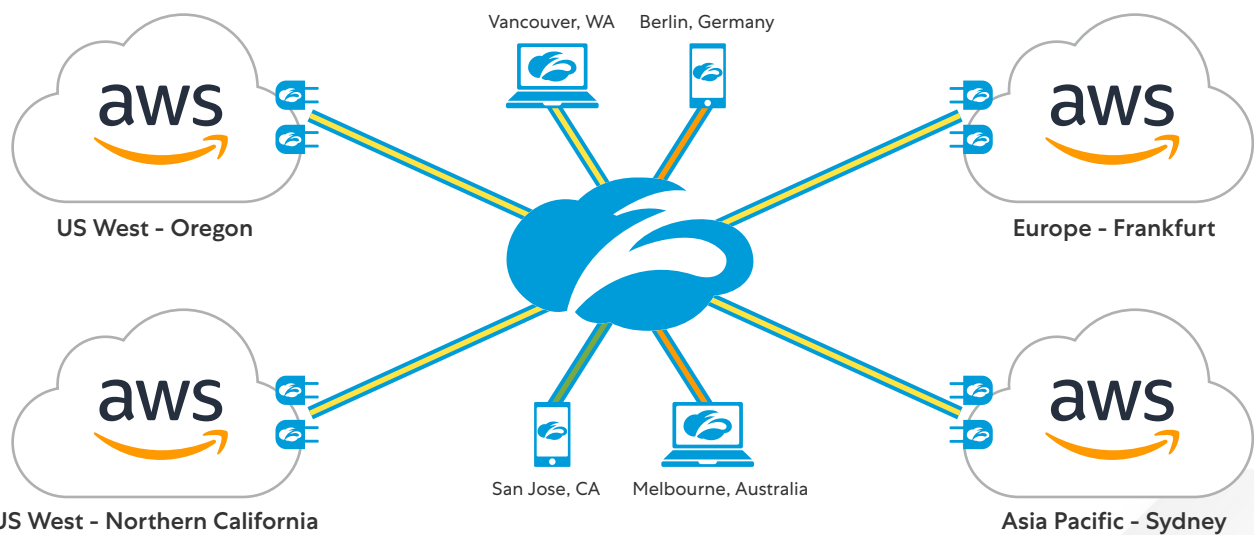 Vancouver, WA
Berlin, Germany
aws
aws
US West - Oregon
Europe - Frankfurt
aws
aws
San Jose, CA
Melbourne, Australia
US West - Northern California
Asia Pacific - Sydney